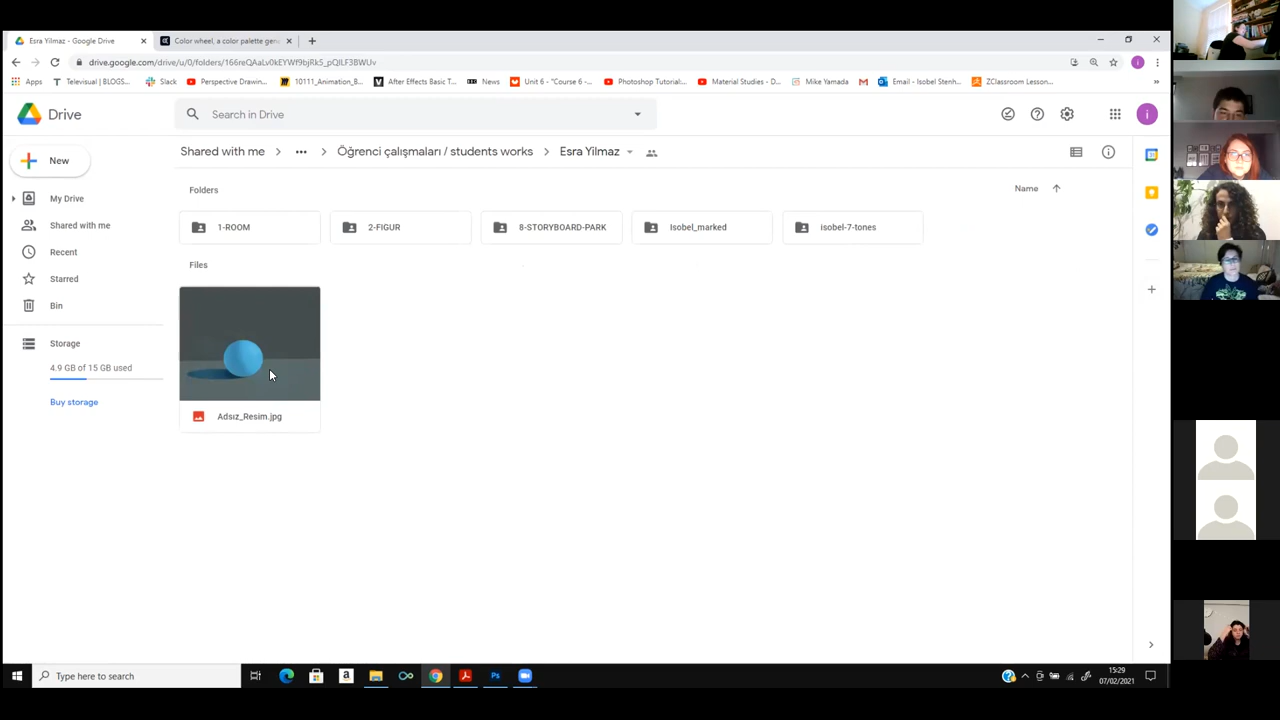 Esra Yilmaz - Google Drive
Color wheel, a color palette gene
drive.google.com/drive/u/0/folders/
Apps
Televisual | BLOGS...
Slack
Perspective Drawin...
10111_Animation_B...
After Effects Basic T...
News
Unit 6 - "Course 6 -...
Photoshop Tutorial:...
Material Studies - D...
Mike Yamada
Email - Isobel Stenh...
ZClassroom Lesson...
»
Drive
Search in Drive
i
New
Shared with me
•••
Öğrenci çalışmaları / students works
Esra Yilmaz
My Drive
Shared with me
Recent
Starred
Bin
Storage
4.9 GB of 15 GB used
Buy storage
Folders
Name
1-ROOM
2-FIGUR
8-STORYBOARD-PARK
Isobel_marked
isobel-7-tones
Files
Adsız_Resim.jpg
Type here to search
15:29
07/02/2021